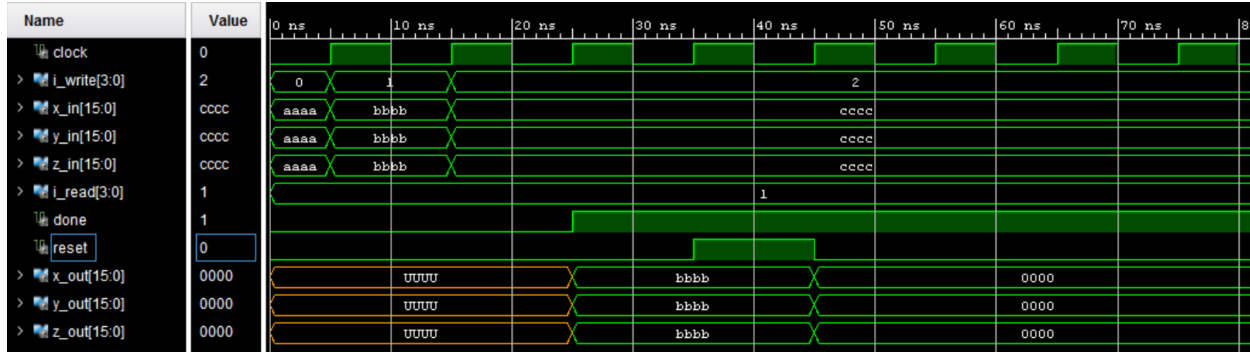 Name Value 0 ns 10 ns 20 ns 30 ns 40 ns 50 ns 60 ns 70 ns 8
clock 0
i_write[3:0] 2 0 1 2
x_in[15:0] cccc aaaa bbbb cccc
y_in[15:0] cccc aaaa bbbb cccc
z_in[15:0] cccc aaaa bbbb cccc
i_read[3:0] 1 1
done 1
reset 0
x_out[15:0] 0000 UUUU bbbb 0000
y_out[15:0] 0000 UUUU bbbb 0000
z_out[15:0] 0000 UUUU bbbb 0000